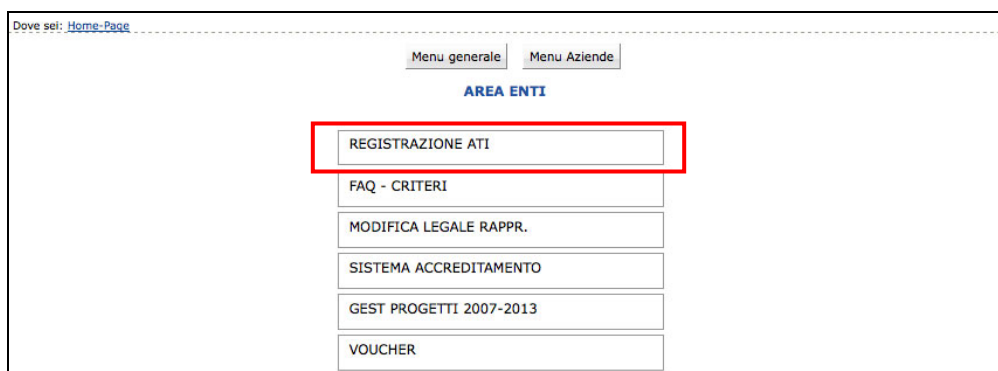 Dove sei: Home-Page
Menu generale Menu Aziende
AREA ENTI
REGISTRAZIONE ATI
FAQ - CRITERI
MODIFICA LEGALE RAPPR.
SISTEMA ACCREDITAMENTO
GEST PROGETTI 2007-2013
VOUCHER